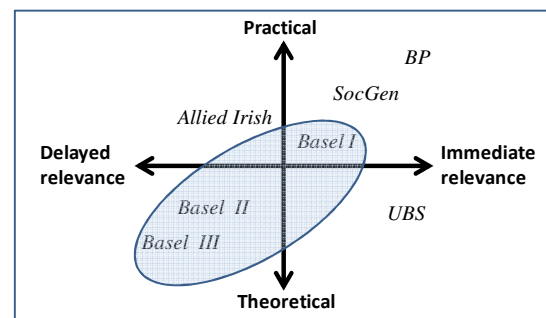 Practical
BP
SocGen
Allied Irish
Basel I
Delayed
relevance
Immediate
relevance
Basel II
UBS
Basel III
Theoretical